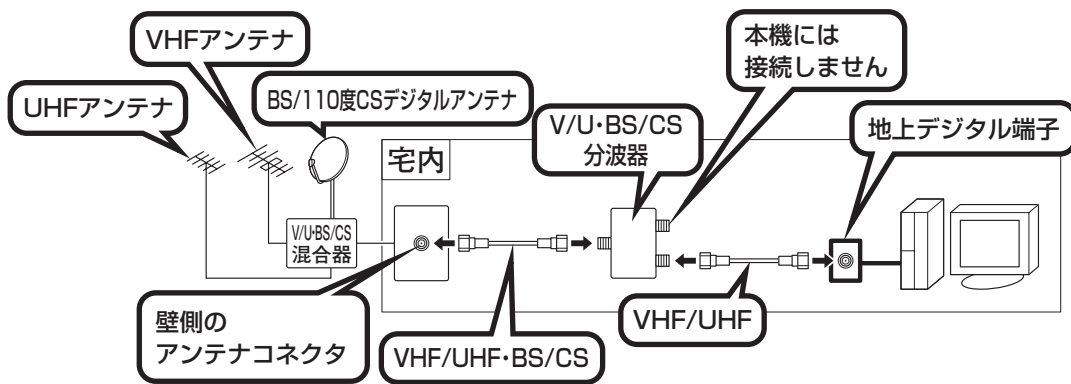 VHFアンテナ
UHFアンテナ
BS/110度CSデジタルアンテナ
本機には
接続しません
V/U・BS/CS
分波器
地上デジタル端子
宅内
V/U・BS/CS
混合器
壁側の
アンテナコネクタ
VHF/UHF・BS/CS
VHF/UHF